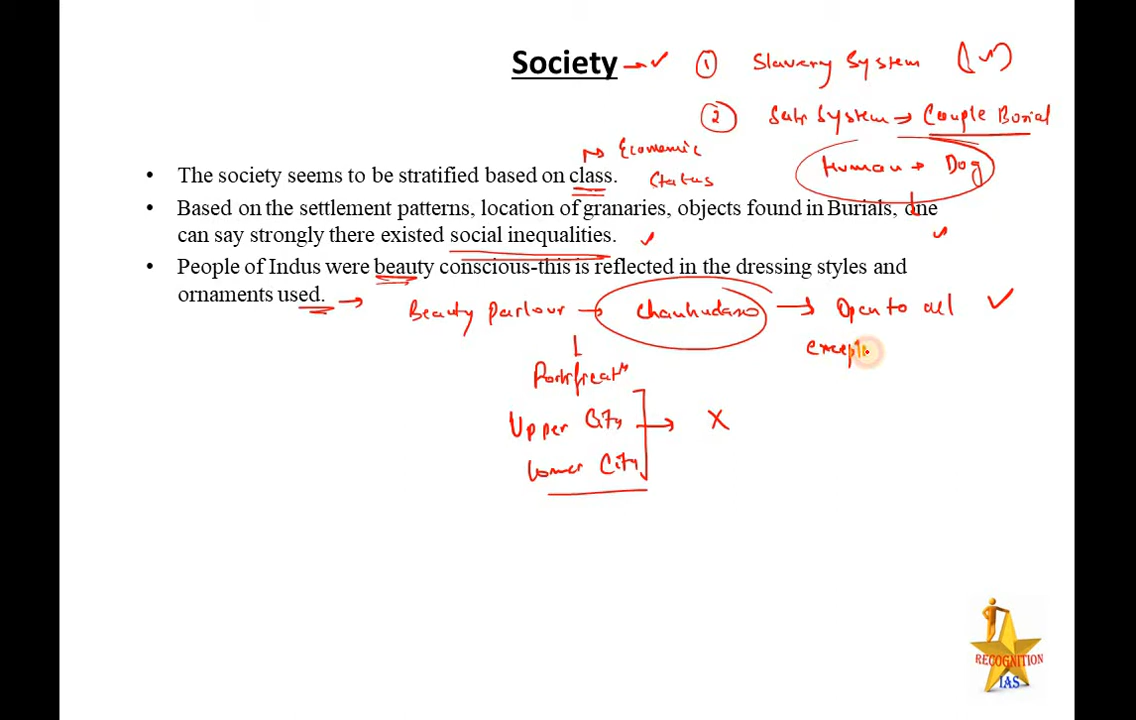 Society → ✓ ① Slavery System (✓)
② Sati System → Couple Burial
→ Economic Status
Human → Dog
• The society seems to be stratified based on class.
• Based on the settlement patterns, location of granaries, objects found in Burials, one
can say strongly there existed social inequalities. ✓
• People of Indus were beauty conscious-this is reflected in the dressing styles and
ornaments used. →
Beauty Parlour → Chanhudaro → Open to all ✓
except
Upper City
Lower City → X
RECOGNITION
IAS